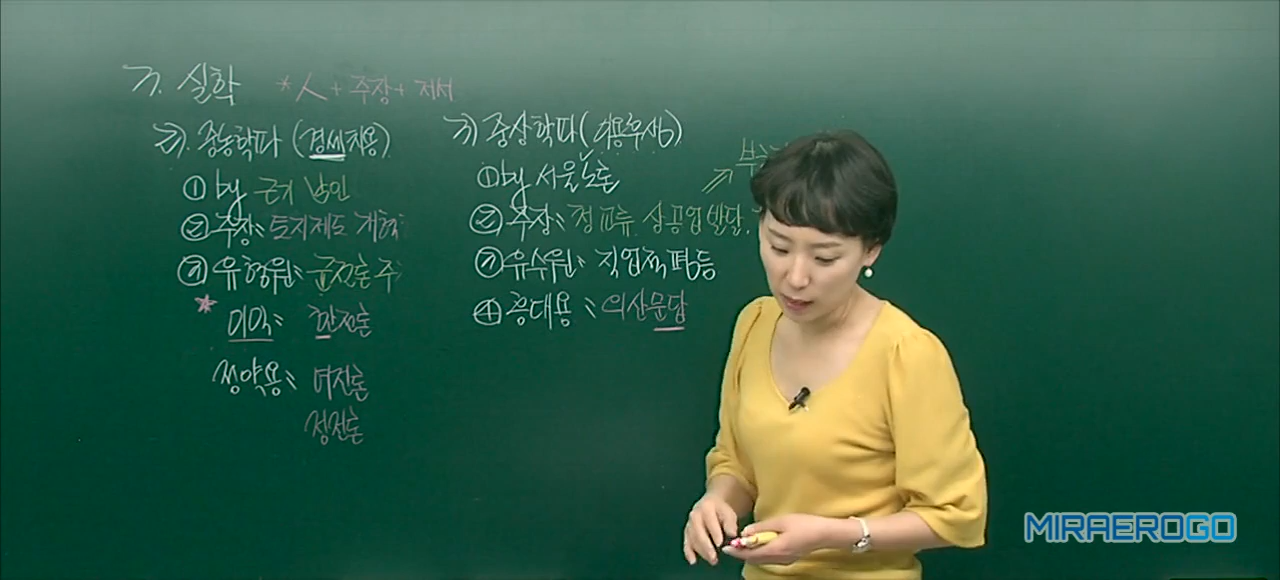 7. 실학 *人 + 주장 + 저서
2). 중농학파 (경세치용)
① by 근기 남인
② 주장: 토지제도 개혁
③ 유형원: 균전론 주
* 이익: 한전론
정약용: 여전론
정전론
3) 중상학파 (이용후생)
① by 서울 노론
② 주장: 청 교류, 상공업 발달,
③ 유수원: 직업적 평등
④ 홍대용: 의산문답
MIRAEROGO